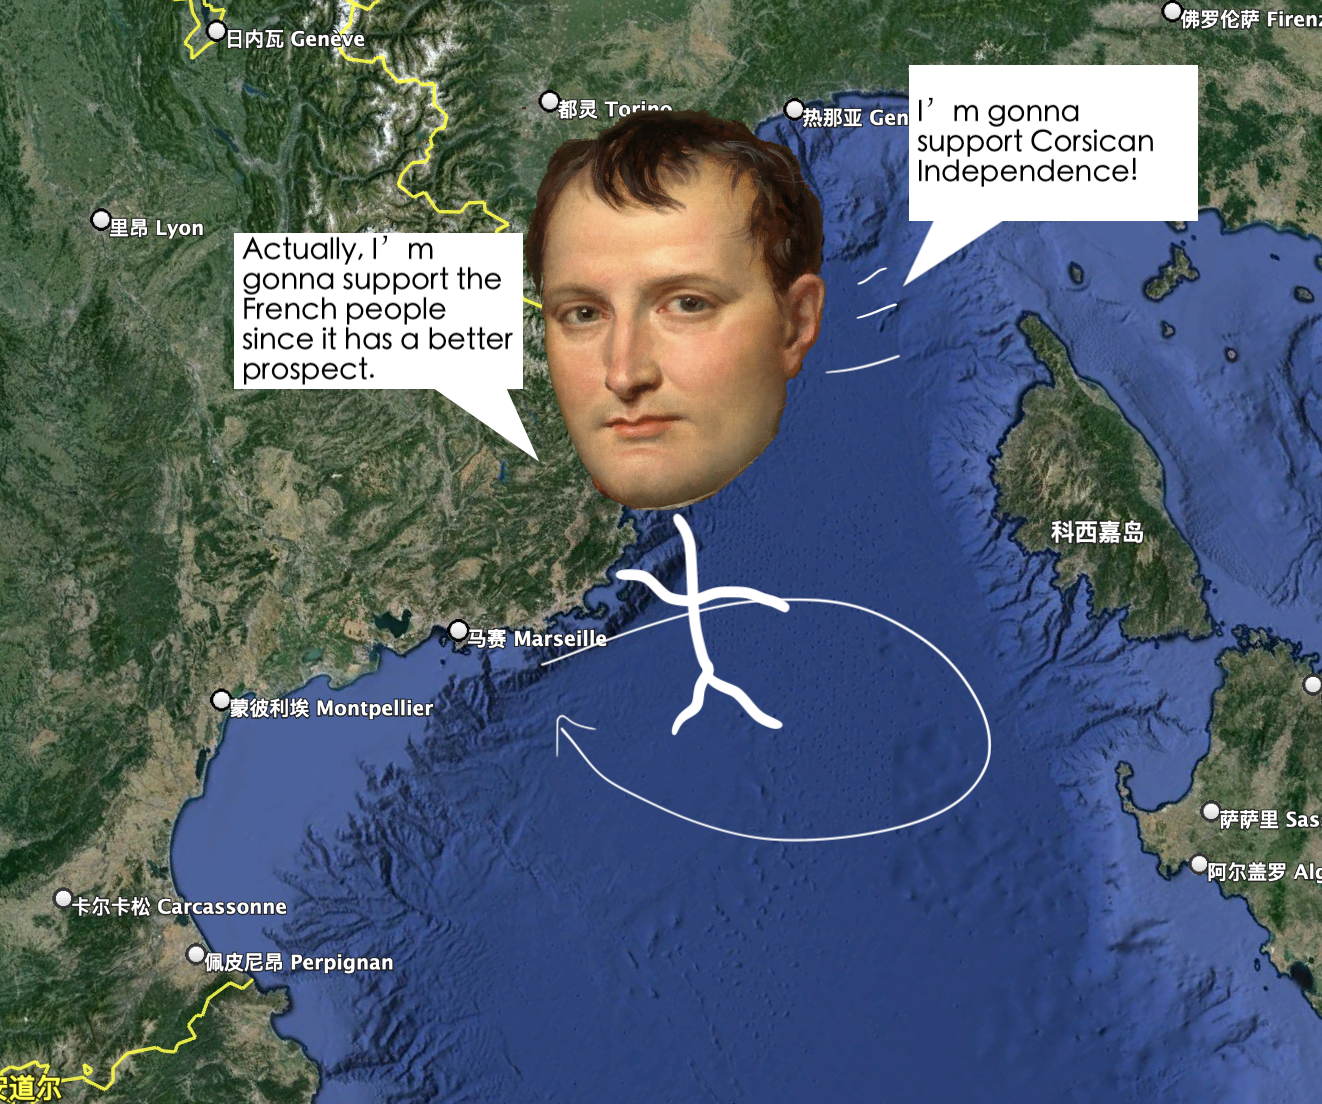 日内瓦 Genève
佛罗伦萨 Firenz
都灵 Torino
热那亚 Gen
I’m gonna
support Corsican
Independence!
里昂 Lyon
Actually, I’m
gonna support the
French people
since it has a better
prospect.
科西嘉岛
马赛 Marseille
蒙彼利埃 Montpellier
萨萨里 Sas
阿尔盖罗 Alg
卡尔卡松 Carcassonne
佩皮尼昂 Perpignan
安道尔